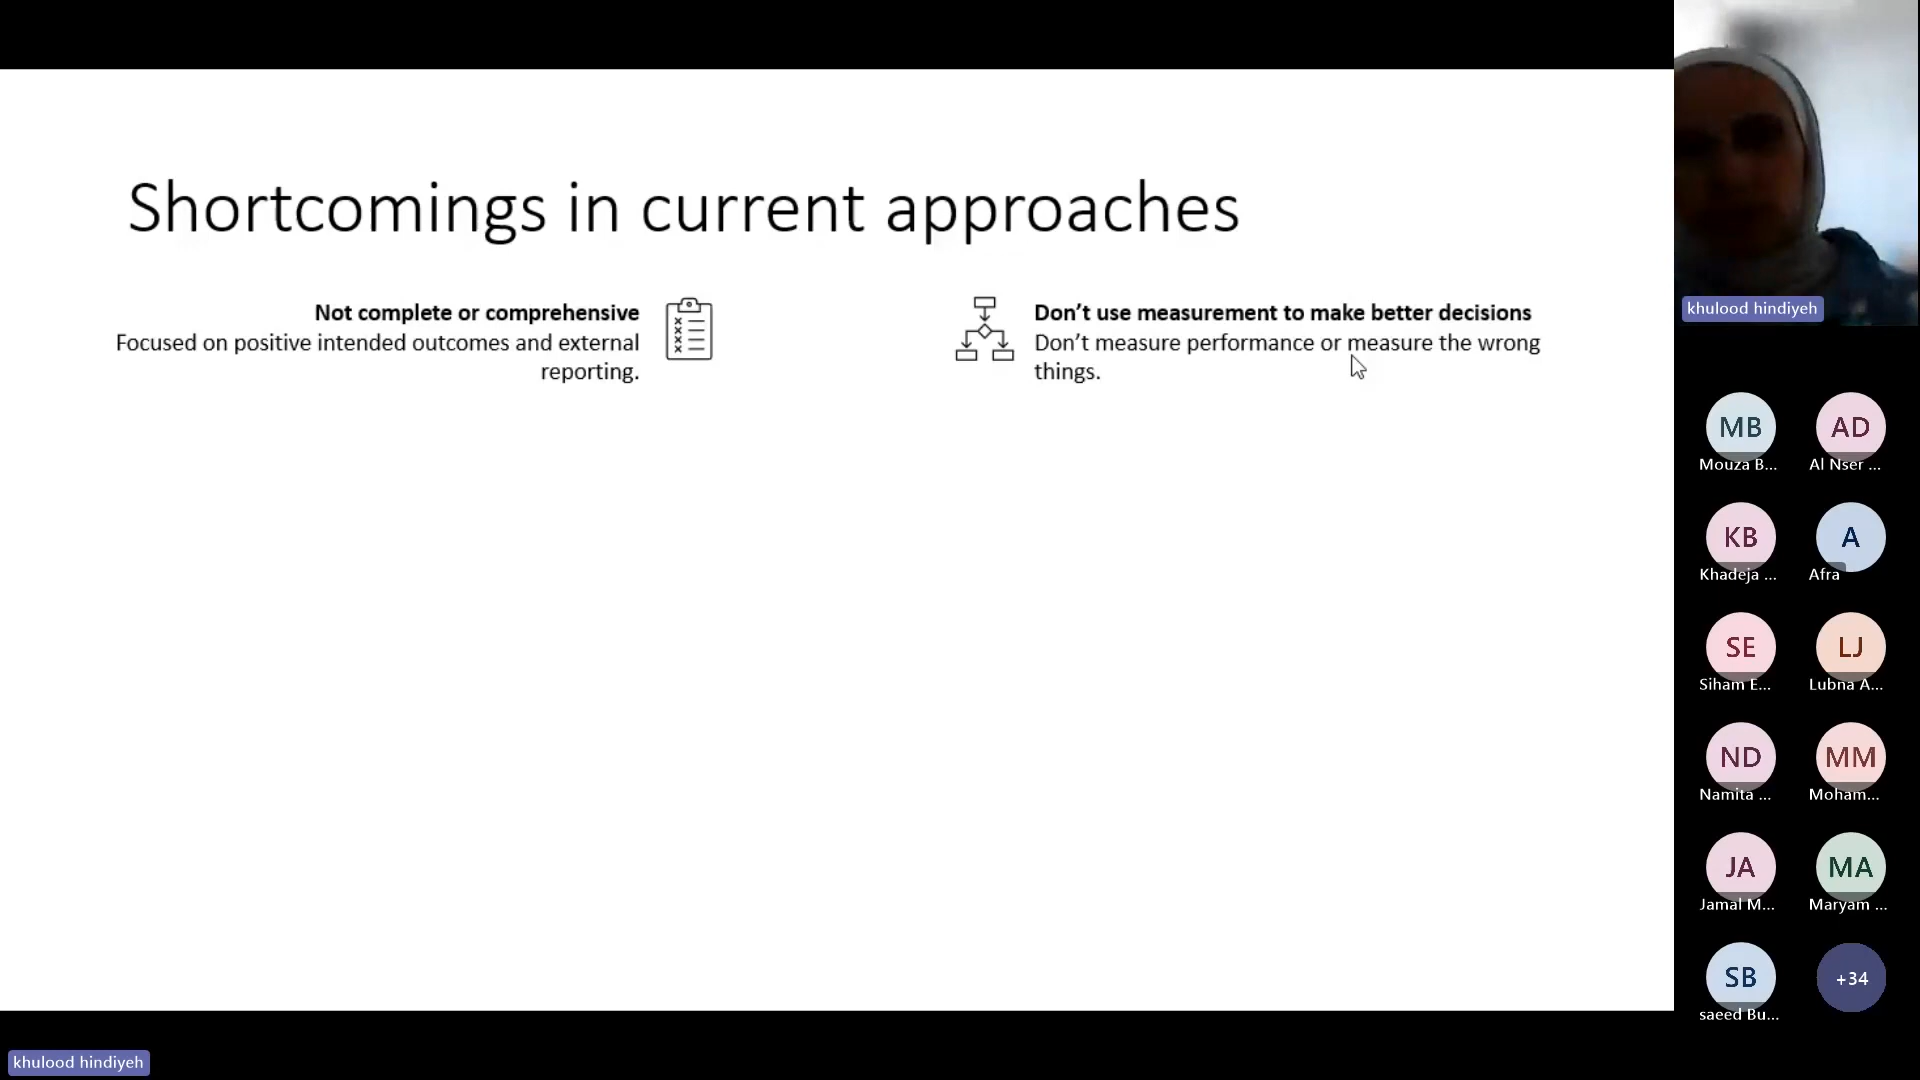 Shortcomings in current approaches
Not complete or comprehensive
Focused on positive intended outcomes and external
reporting.
Don’t use measurement to make better decisions
Don’t measure performance or measure the wrong
things.
khulood hindiyeh
MB
Mouza B...
AD
Al Nser ...
KB
Khadeja ...
A
Afra
SE
Siham E...
LJ
Lubna A...
ND
Namita ...
MM
Moham...
JA
Jamal M...
MA
Maryam ...
SB
saeed Bu...
+34
khulood hindiyeh